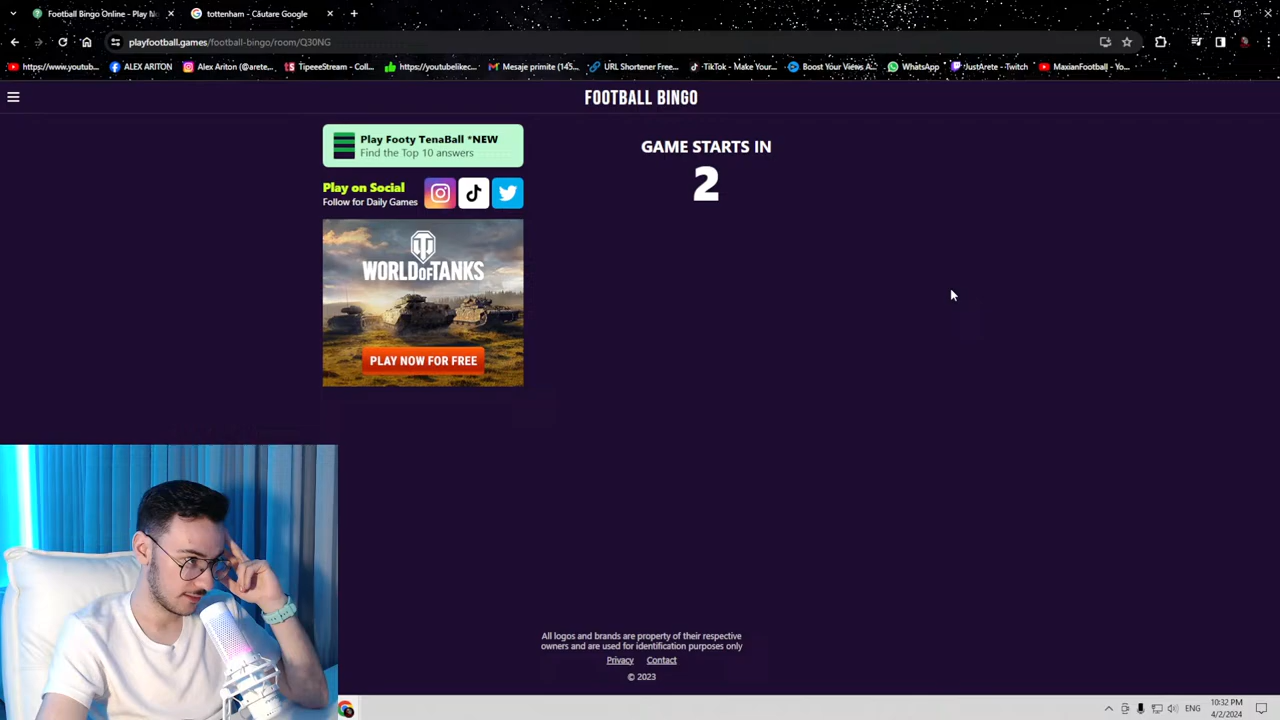 Football Bingo Online - Play N
tottenham - Căutare Google
playfootball.games/football-bingo/room/Q30NG
https://www.youtub...
ALEX ARITON
Alex Ariton (@arete...
TipeeeStream - Coll...
https://youtubelikec...
Mesaje primite (145...
URL Shortener Free...
TikTok - Make Your...
Boost Your Views A...
WhatsApp
JustArete - Twitch
MaxianFootball - Yo...
FOOTBALL BINGO
Play Footy TenaBall *NEW
Find the Top 10 answers
GAME STARTS IN
2
Play on Social
Follow for Daily Games
WORLD OF TANKS
PLAY NOW FOR FREE
All logos and brands are property of their respective
owners and are used for identification purposes only
Privacy Contact
© 2023
ENG
10:32 PM
4/2/2024